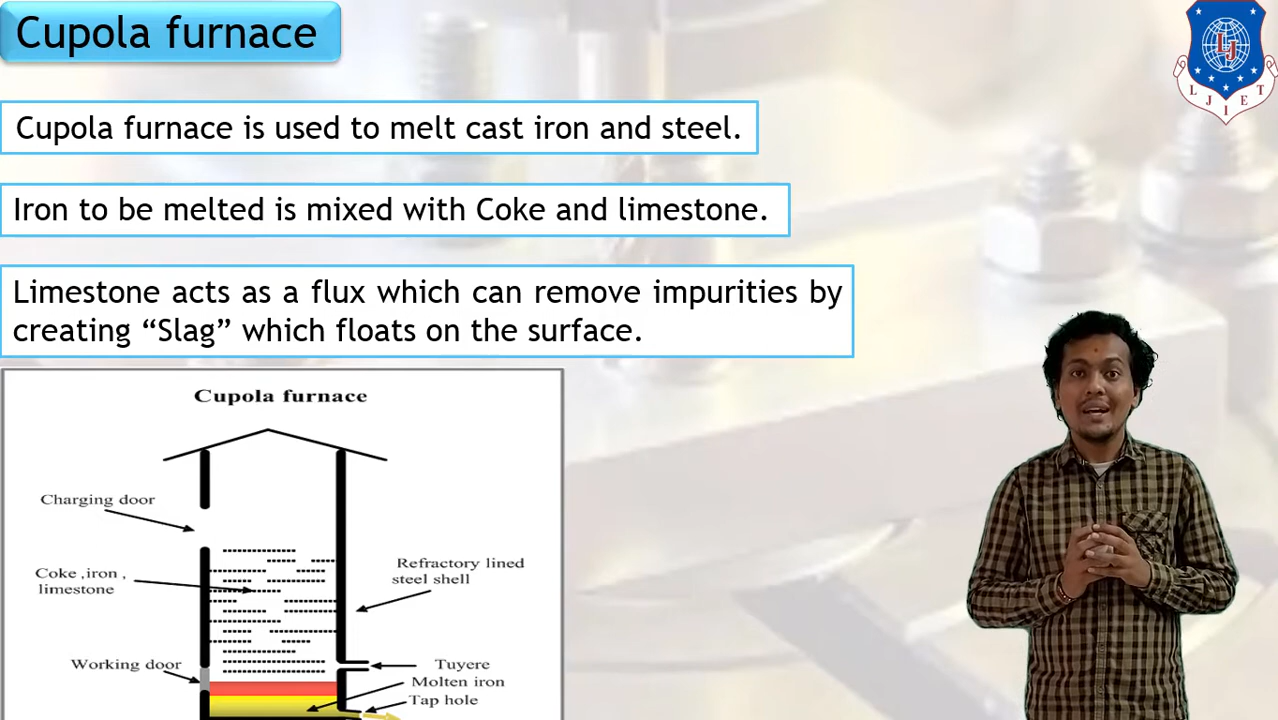 Cupola furnace
LJIET
Cupola furnace is used to melt cast iron and steel.
Iron to be melted is mixed with Coke and limestone.
Limestone acts as a flux which can remove impurities by
creating “Slag” which floats on the surface.
Cupola furnace
Charging door
Coke ,iron ,
limestone
Refractory lined
steel shell
Working door
Tuyere
Molten iron
Tap hole